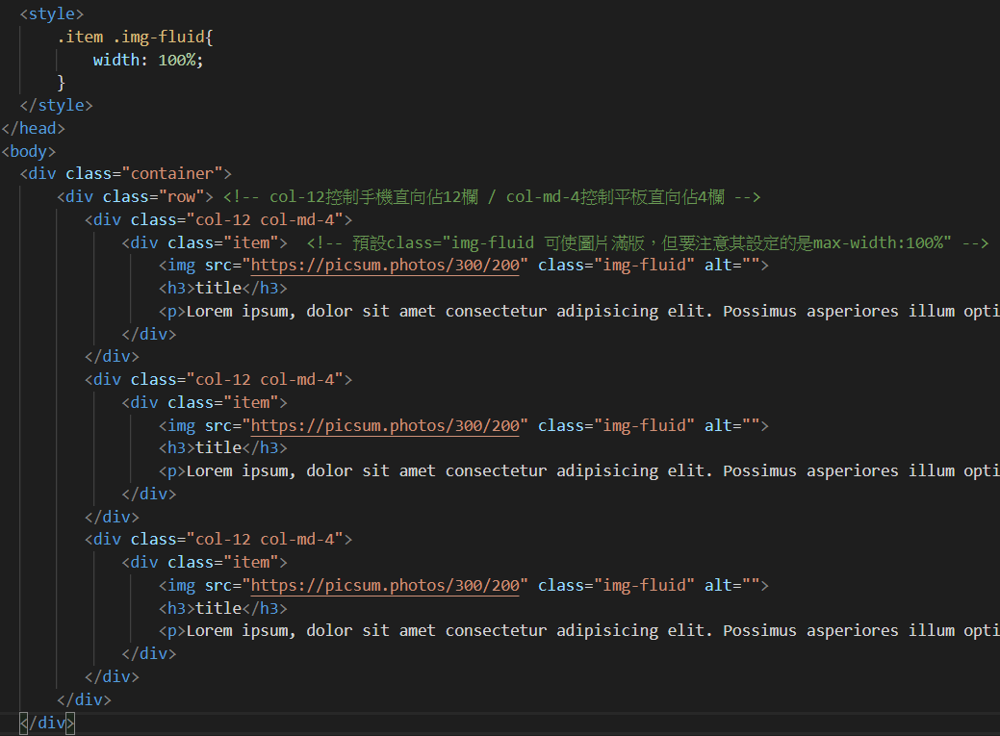 <style>
.item .img-fluid{
width: 100%;
}
</style>
</head>
<body>
<div class="container">
<div class="row"> <!-- col-12控制手機直向佔12欄 / col-md-4控制平板直向佔4欄 -->
<div class="col-12 col-md-4">
<div class="item">  <!-- 預設class="img-fluid 可使圖片滿版，但要注意其設定的是max-width:100%" -->
<img src="https://picsum.photos/300/200" class="img-fluid" alt="">
<h3>title</h3>
<p>Lorem ipsum, dolor sit amet consectetur adipisicing elit. Possimus asperiores illum opti
</div>
</div>
<div class="col-12 col-md-4">
<div class="item">
<img src="https://picsum.photos/300/200" class="img-fluid" alt="">
<h3>title</h3>
<p>Lorem ipsum, dolor sit amet consectetur adipisicing elit. Possimus asperiores illum opti
</div>
</div>
<div class="col-12 col-md-4">
<div class="item">
<img src="https://picsum.photos/300/200" class="img-fluid" alt="">
<h3>title</h3>
<p>Lorem ipsum, dolor sit amet consectetur adipisicing elit. Possimus asperiores illum opti
</div>
</div>
</div>
</div>